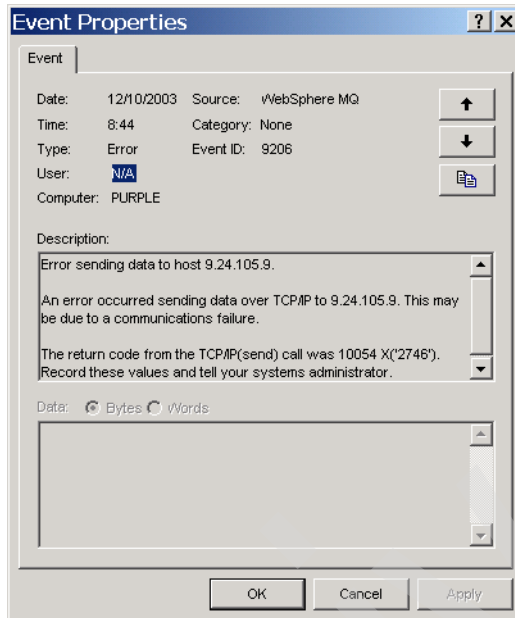 Event Properties
? X
Event
Date: 12/10/2003 Source: WebSphere MQ
Time: 8:44 Category: None
Type: Error Event ID: 9206
User: N/A
Computer: PURPLE
Description:
Error sending data to host 9.24.105.9.
An error occurred sending data over TCP/IP to 9.24.105.9. This may
be due to a communications failure.
The return code from the TCP/IP(send) call was 10054 X('2746').
Record these values and tell your systems administrator.
Data: Bytes Words
OK Cancel Apply